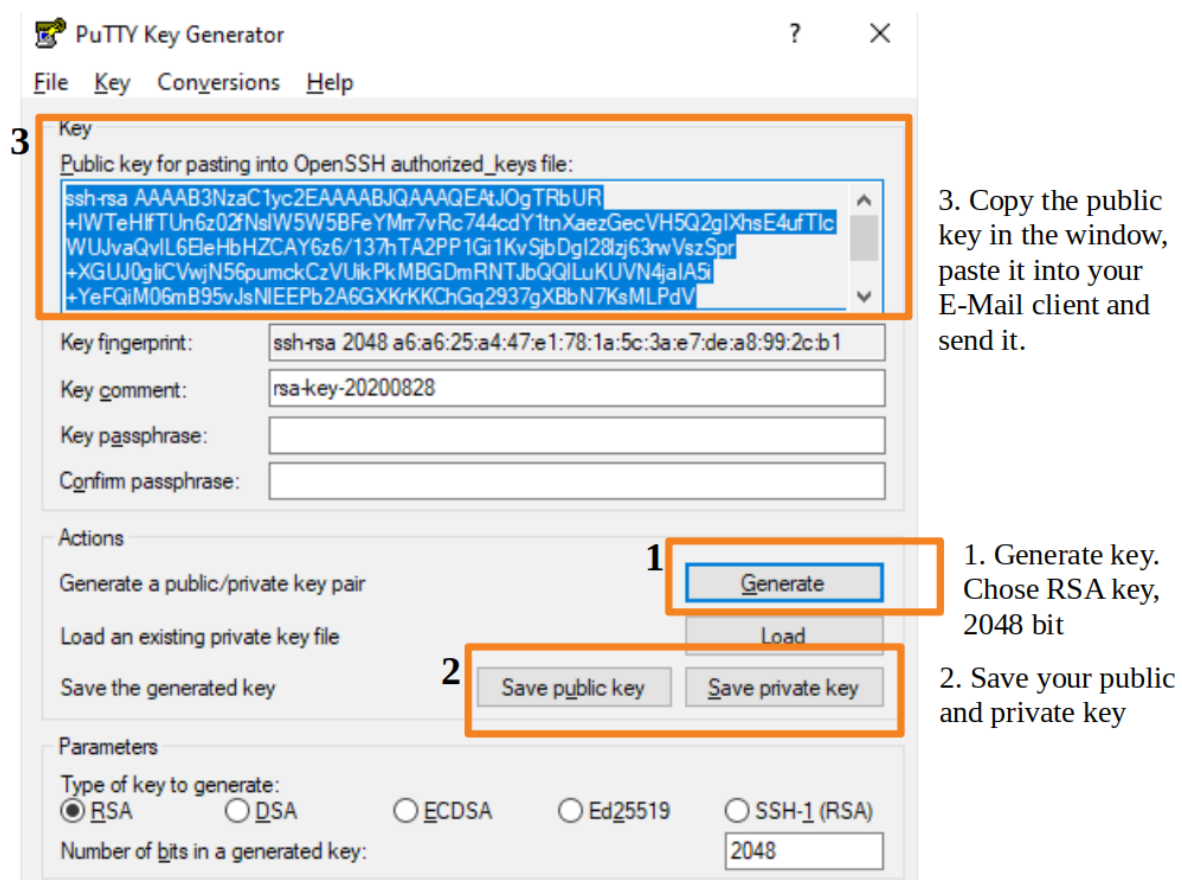 PuTTY Key Generator
? ×
File Key Conversions Help
Key
3
Public key for pasting into OpenSSH authorized_keys file:
ssh-rsa AAAAB3NzaC1yc2EAAAABJQAAAQEAtJOgTRbUR
+IWTeHlfTUn6z02fNslW5W5BFeYMrr7vRc744cdY1tnXaezGecVH5Q2glXhsE4ufTlc
WUJvaQvlL6EleHbHZCAY6z6/137hTA2PP1Gi1KvSjbDgI28lzj63rwVszSpr
+XGUJ0gliCVwjN56pumckCzVUikPkMBGDmRNTJbQQILuKUVN4jaIA5i
+YeFQiM06mB95vJsNlEEPb2A6GXKrKKChGq2937gXBbN7KsMLPdV
3. Copy the public
key in the window,
paste it into your
E-Mail client and
send it.
Key fingerprint: ssh-rsa 2048 a6:a6:25:a4:47:e1:78:1a:5c:3a:e7:de:a8:99:2c:b1
Key comment: rsa-key-20200828
Key passphrase:
Confirm passphrase:
Actions
1
Generate a public/private key pair Generate
1. Generate key.
Chose RSA key,
2048 bit
Load an existing private key file Load
2
Save the generated key Save public key Save private key
2. Save your public
and private key
Parameters
Type of key to generate:
RSA DSA ECDSA Ed25519 SSH-1 (RSA)
Number of bits in a generated key: 2048